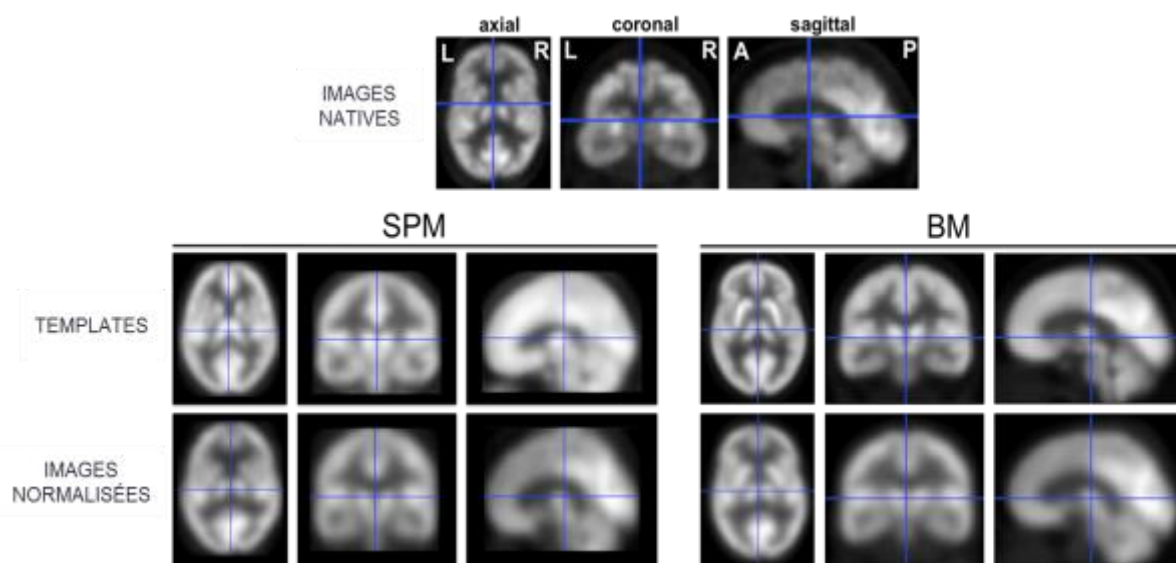 axial
coronal
sagittal
L R
L R
A P
IMAGES
NATIVES
SPM
BM
TEMPLATES
IMAGES
NORMALISÉES